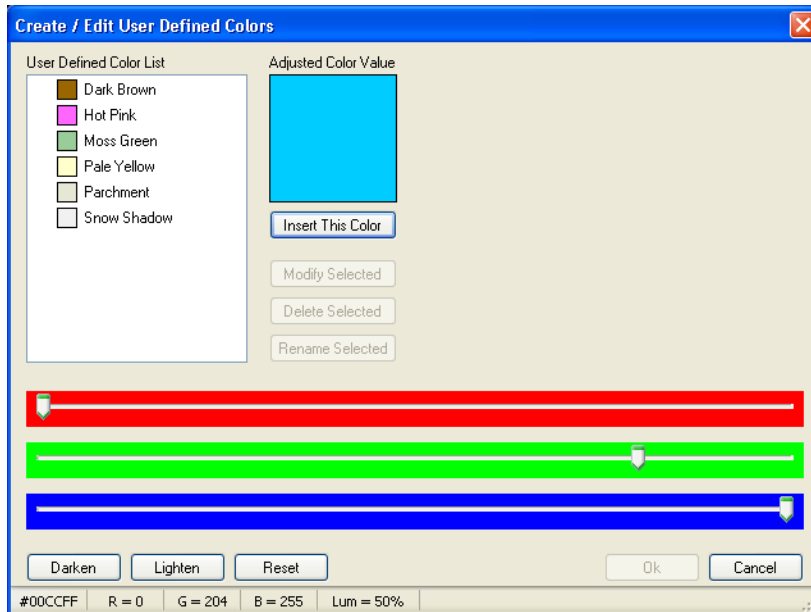 Create / Edit User Defined Colors
User Defined Color List
Adjusted Color Value
Dark Brown
Hot Pink
Moss Green
Pale Yellow
Parchment
Snow Shadow
Insert This Color
Modify Selected
Delete Selected
Rename Selected
Darken
Lighten
Reset
Ok
Cancel
#00CCFF
R = 0
G = 204
B = 255
Lum = 50%